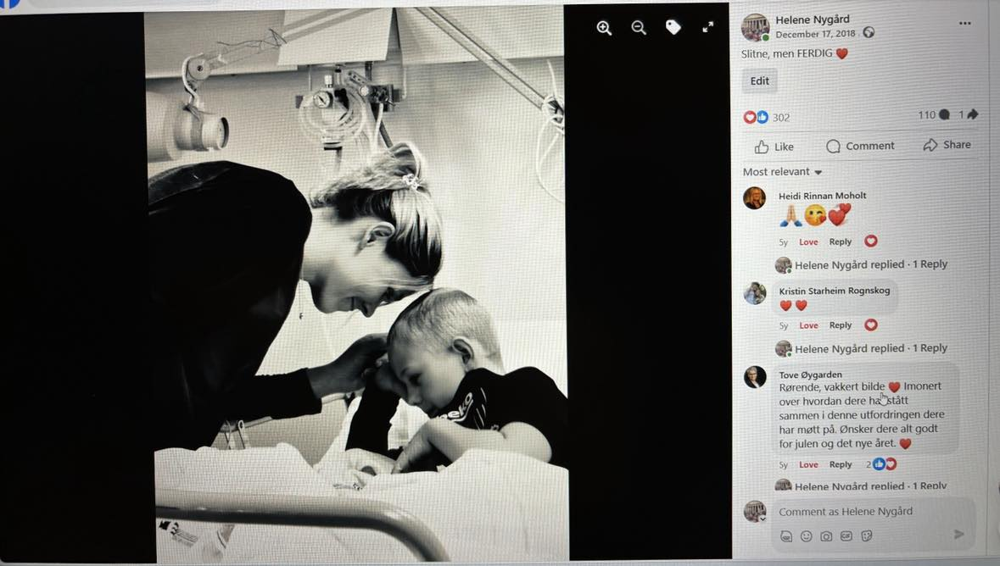 Helene Nygård
December 17, 2018 ·
Slitne, men FERDIG ❤️
Edit
302
110
1
Like
Comment
Share
Most relevant
Heidi Rinnan Moholt
🙏🏼😘💞
5y Love Reply
Helene Nygård replied · 1 Reply
Kristin Starheim Rognskog
❤️❤️
5y Love Reply
Helene Nygård replied · 1 Reply
Tove Øygarden
Rørende, vakkert bilde ❤️ Imonert
over hvordan dere ha stått
sammen i denne utfordringen dere
har møtt på. Ønsker dere alt godt
for julen og det nye året. ❤️
5y Love Reply 2
Helene Nygård replied · 1 Reply
Comment as Helene Nygård
GIF